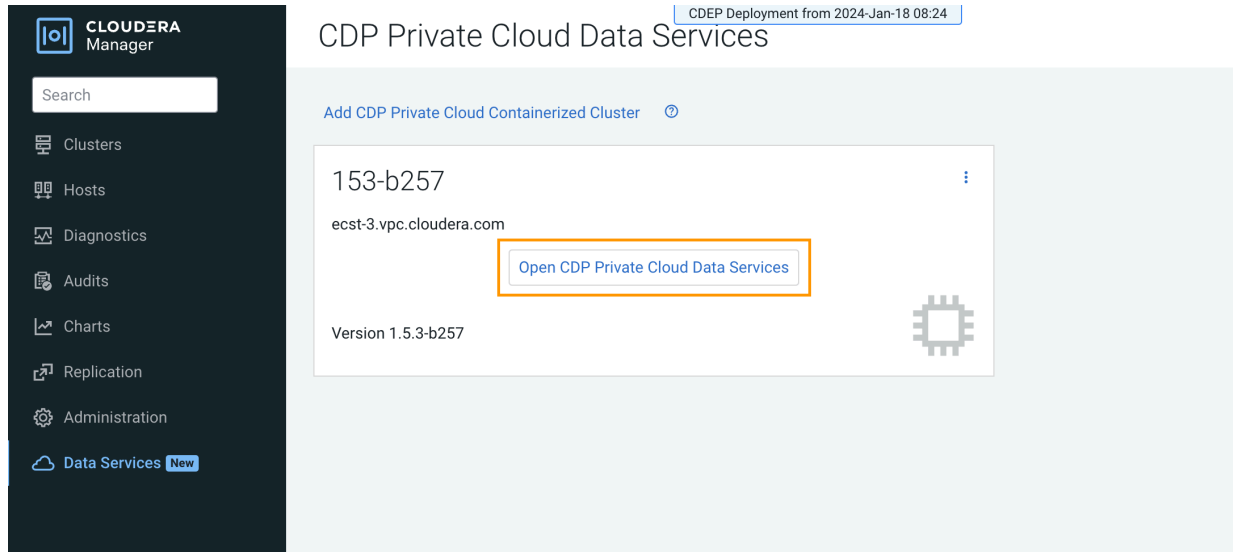 CLOUDERA
Manager
Search
Clusters
Hosts
Diagnostics
Audits
Charts
Replication
Administration
Data Services New
CDEP Deployment from 2024-Jan-18 08:24
CDP Private Cloud Data Services
Add CDP Private Cloud Containerized Cluster
153-b257
ecst-3.vpc.cloudera.com
Open CDP Private Cloud Data Services
Version 1.5.3-b257